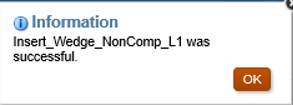 Information
Insert_Wedge_NonComp_L1 was
successful.
OK